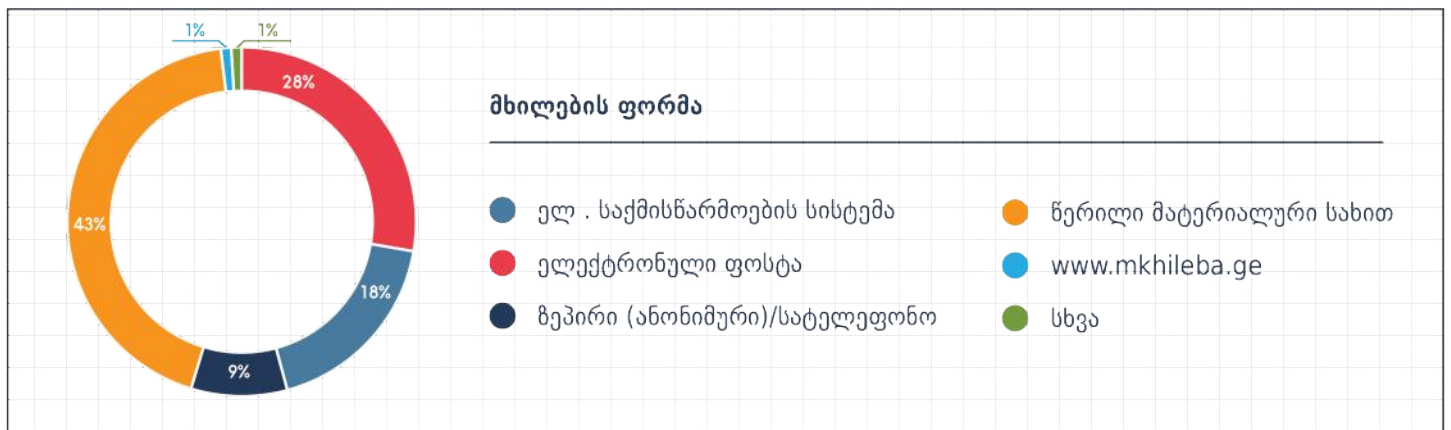 1% 1%
28%
43%
18%
9%
მხილების ფორმა
ელ . საქმისწარმოების სისტემა
ელექტრონული ფოსტა
ზეპირი (ანონიმური)/სატელეფონო
წერილი მატერიალური სახით
www.mkhileba.ge
სხვა